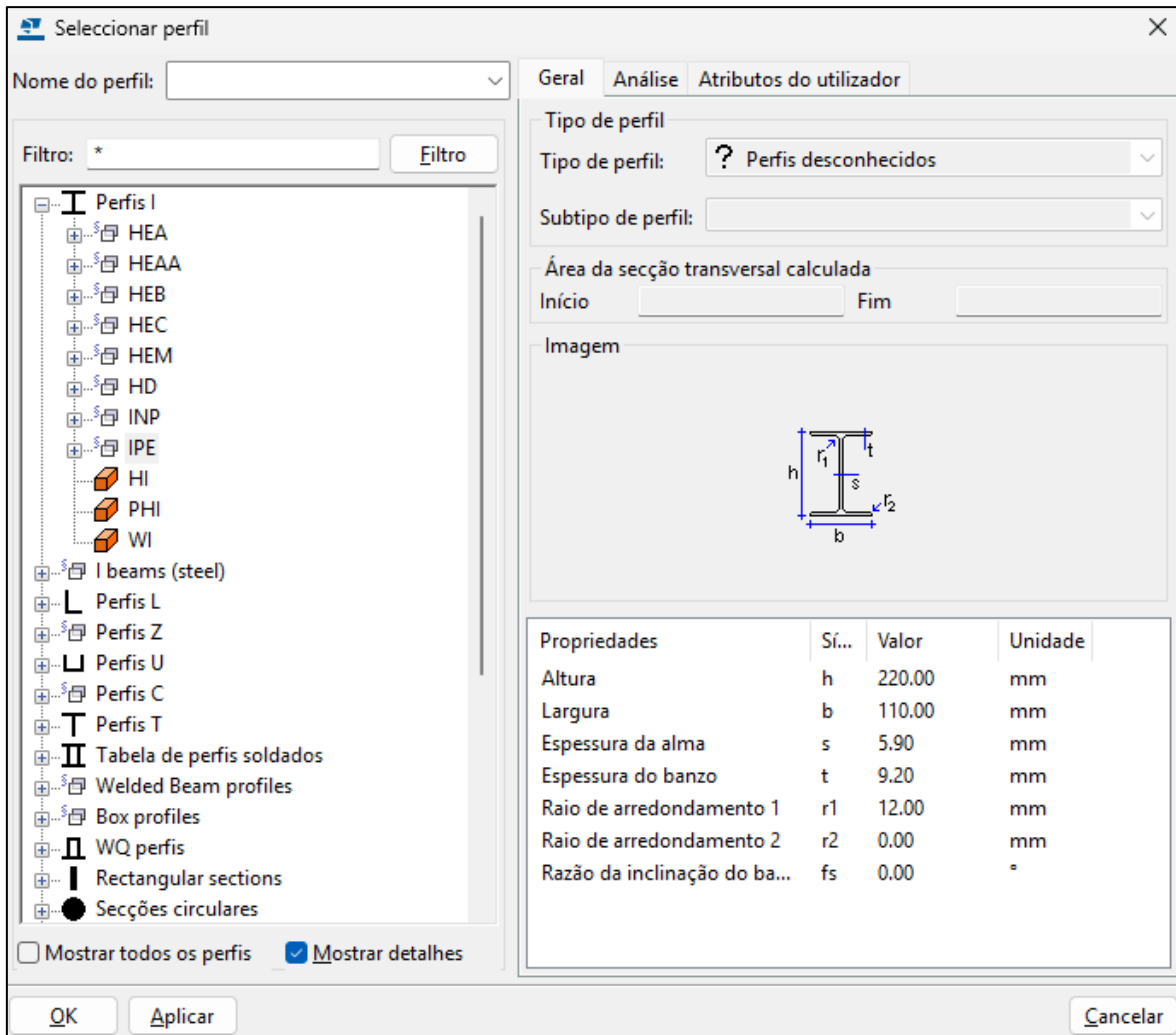 Seleccionar perfil
Nome do perfil:
Filtro: * Filtro
Perfis I
HEA
HEAA
HEB
HEC
HEM
HD
INP
IPE
HI
PHI
WI
I beams (steel)
Perfis L
Perfis Z
Perfis U
Perfis C
Perfis T
Tabela de perfis soldados
Welded Beam profiles
Box profiles
WQ perfis
Rectangular sections
Secções circulares
Mostrar todos os perfis Mostrar detalhes
Geral Análise Atributos do utilizador
Tipo de perfil
Tipo de perfil: ? Perfis desconhecidos
Subtipo de perfil:
Área da secção transversal calculada
Início Fim
Imagem
h r1 t s r2 b
Propriedades Sí... Valor Unidade
Altura h 220.00 mm
Largura b 110.00 mm
Espessura da alma s 5.90 mm
Espessura do banzo t 9.20 mm
Raio de arredondamento 1 r1 12.00 mm
Raio de arredondamento 2 r2 0.00 mm
Razão da inclinação do ba... fs 0.00 °
OK Aplicar Cancelar